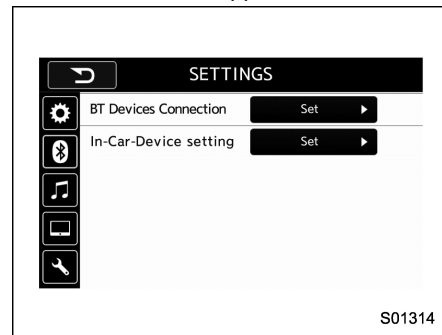 SETTINGS
BT Devices Connection Set
In-Car-Device setting Set
S01314